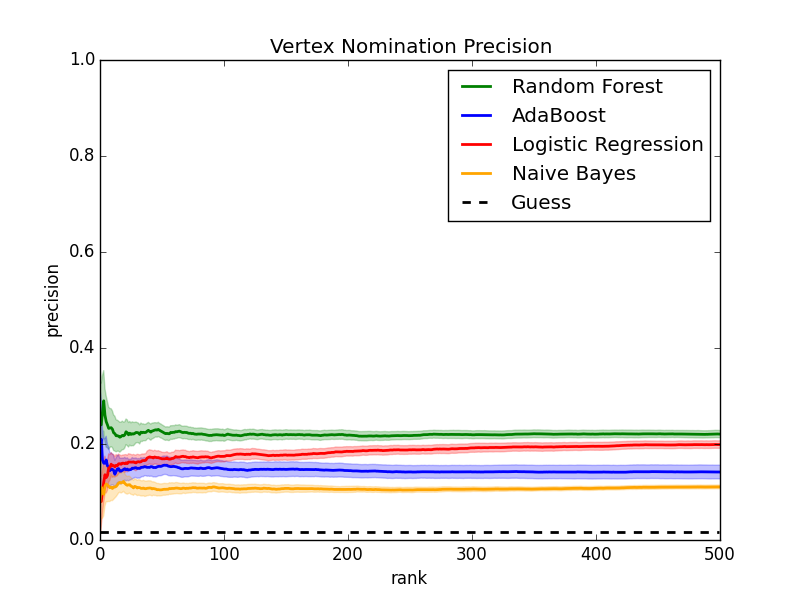 Vertex Nomination Precision
1.0
0.8
0.6
0.4
0.2
0.0
precision
Random Forest
AdaBoost
Logistic Regression
Naive Bayes
Guess
0 100 200 300 400 500
rank